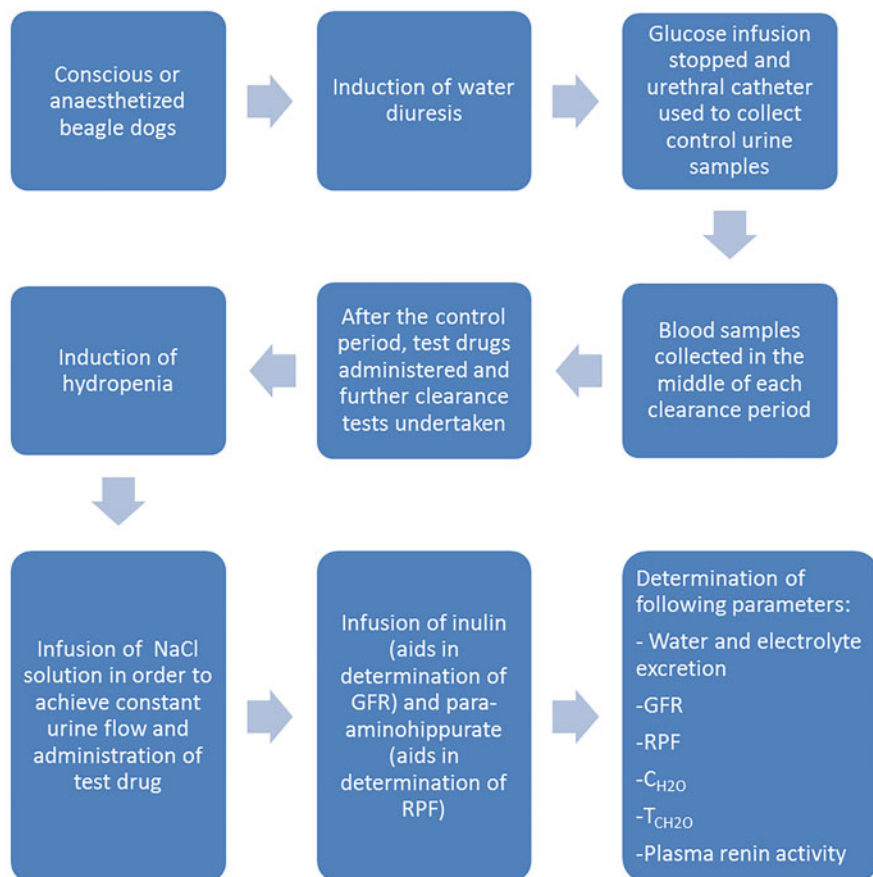 Conscious or
anaesthetized
beagle dogs
Induction of water
diuresis
Glucose infusion
stopped and
urethral catheter
used to collect
control urine
samples
Blood samples
collected in the
middle of each
clearance period
After the control
period, test drugs
administered and
further clearance
tests undertaken
Induction of
hydropenia
Infusion of NaCl
solution in order to
achieve constant
urine flow and
administration of
test drug
Infusion of inulin
(aids in
determination of
GFR) and para-
aminohippurate
(aids in
determination of
RPF)
Determination of
following parameters:
- Water and electrolyte
excretion
-GFR
-RPF
-C_H2O
-T_CH2O
-Plasma renin activity